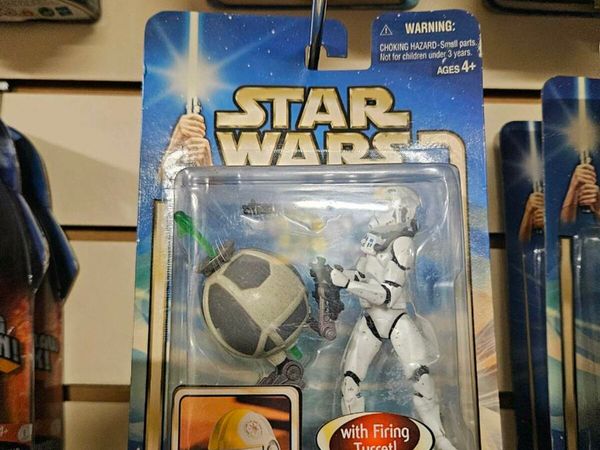 WARNING:
CHOKING HAZARD-Small parts.
Not for children under 3 years.
AGES 4+
STAR
WARS
with Firing
Turret!